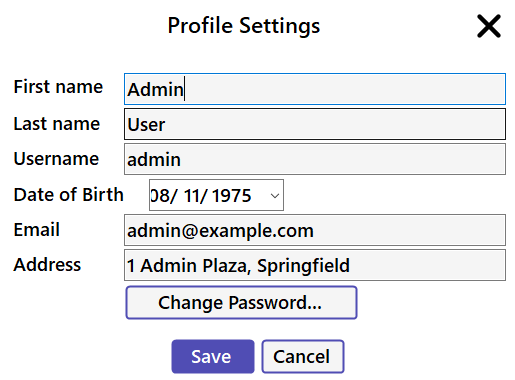 Profile Settings
First name Admin
Last name User
Username admin
Date of Birth 08/ 11/ 1975
Email admin@example.com
Address 1 Admin Plaza, Springfield
Change Password...
Save Cancel